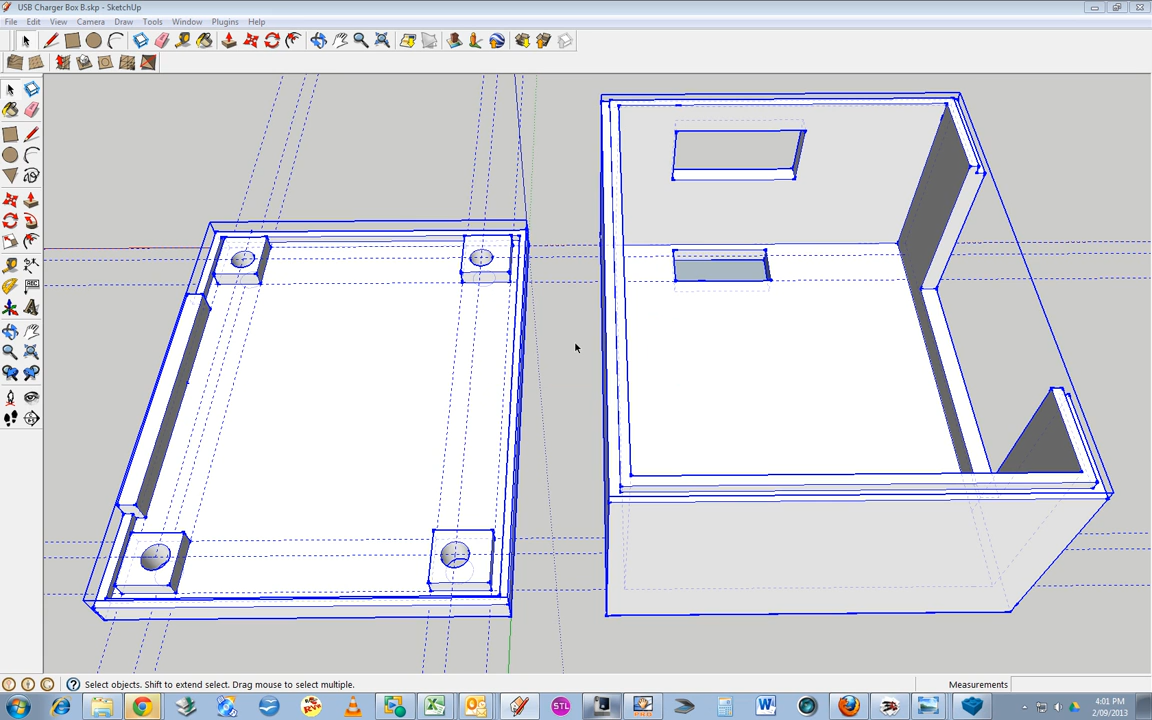 USB Charger Box B.skp - SketchUp
File Edit View Camera Draw Tools Window Plugins Help
Select objects. Shift to extend select. Drag mouse to select multiple.
Measurements
STL
4:01 PM
2/09/2013